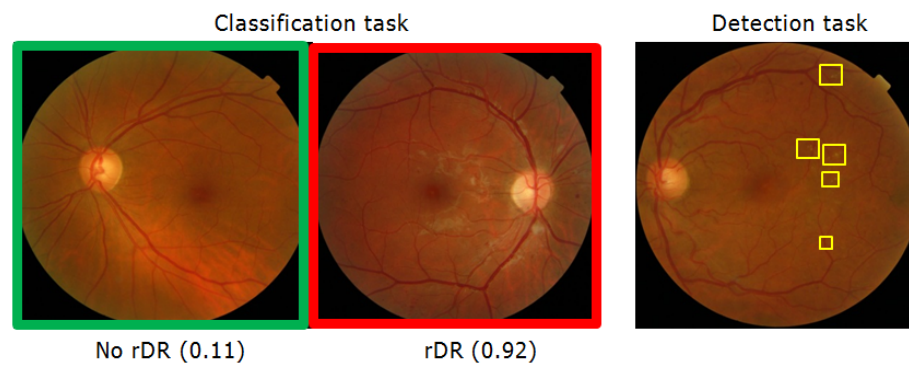 Classification task
Detection task
No rDR (0.11)
rDR (0.92)